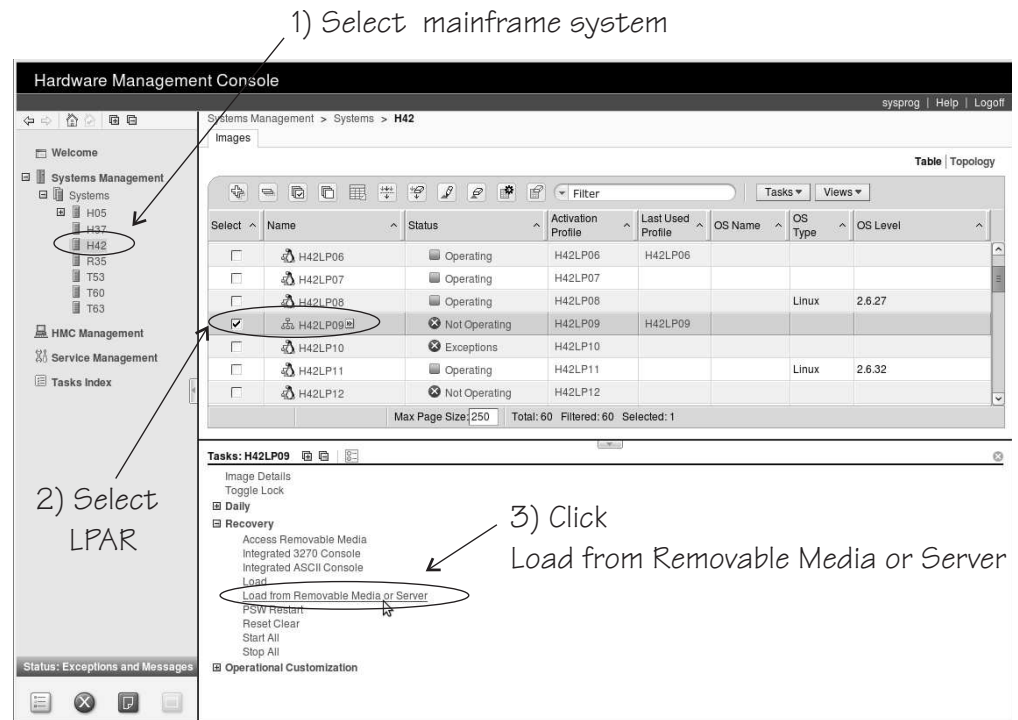 1) Select mainframe system
Hardware Management Console
sysprog | Help | Logoff
Systems Management > Systems > H42
Images
Table | Topology
Welcome
Systems Management
Systems
H05
H37
H42
R35
T53
T60
T63
HMC Management
Service Management
Tasks Index
Filter
Tasks
Views
Select Name Status Activation Profile Last Used Profile OS Name OS Type OS Level
H42LP06 Operating H42LP06 H42LP06
H42LP07 Operating H42LP07
H42LP08 Operating H42LP08 Linux 2.6.27
H42LP09 Not Operating H42LP09 H42LP09
H42LP10 Exceptions H42LP10
H42LP11 Operating H42LP11 Linux 2.6.32
H42LP12 Not Operating H42LP12
Max Page Size: 250 Total: 60 Filtered: 60 Selected: 1
2) Select
LPAR
Tasks: H42LP09
Image Details
Toggle Lock
Daily
Recovery
Access Removable Media
Integrated 3270 Console
Integrated ASCII Console
Load
Load from Removable Media or Server
PSW Restart
Reset Clear
Start All
Stop All
Operational Customization
3) Click
Load from Removable Media or Server
Status: Exceptions and Messages